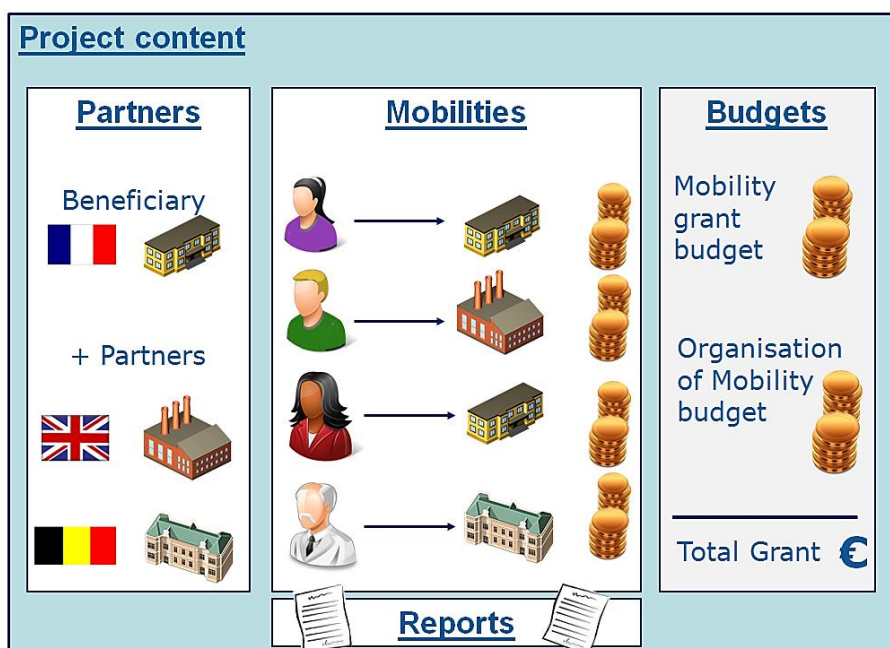 Project content
Partners
Beneficiary
+ Partners
Mobilities
Budgets
Mobility
grant
budget
Organisation
of Mobility
budget
Total Grant €
Reports